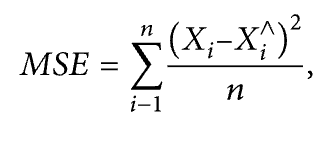 MSE = \sum_{i-1}^{n} \frac{(X_i – X_i^\wedge)^2}{n},